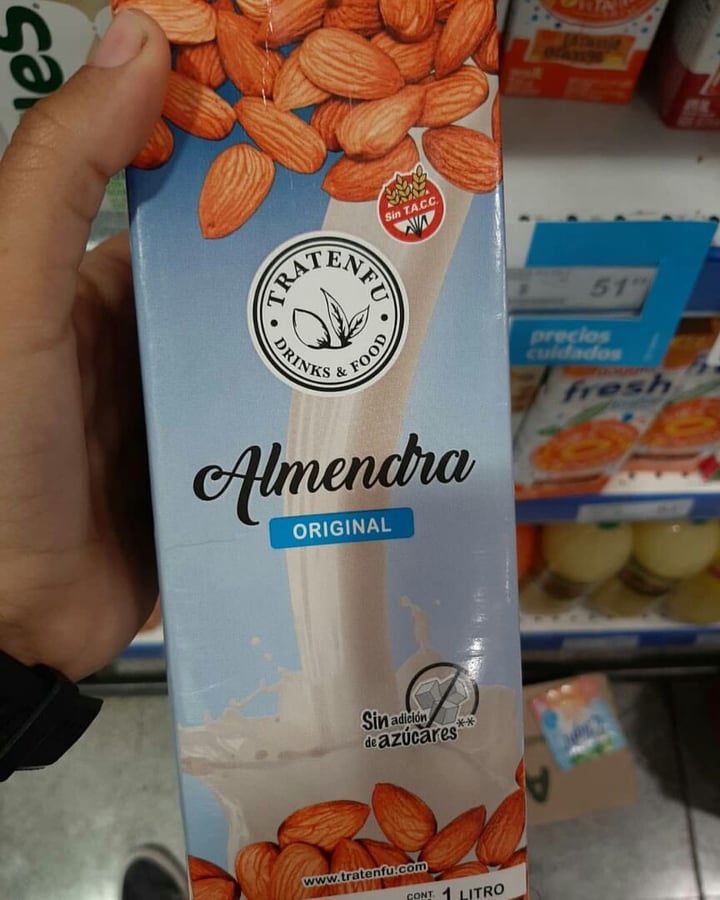 Sin T.A.C.C.
TRATENFU
DRINKS & FOOD
Almendra
ORIGINAL
Sin adición
de azúcares**
www.tratenfu.com
CONT. 1 LITRO
51
precios
cuidados
fresh